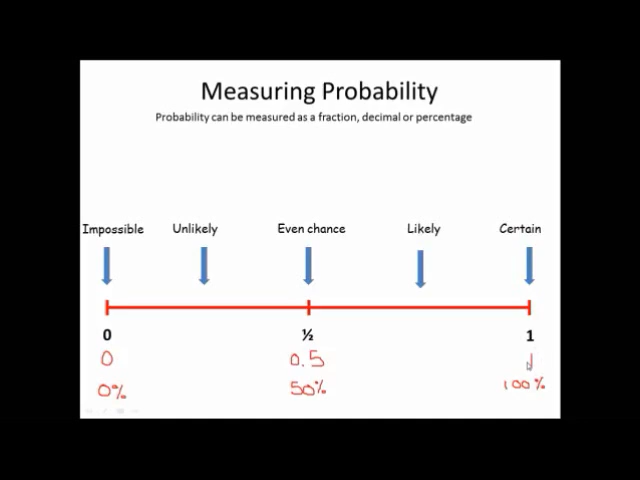 Measuring Probability
Probability can be measured as a fraction, decimal or percentage
Impossible Unlikely Even chance Likely Certain
0 ½ 1
0 0.5 1
0% 50% 100%